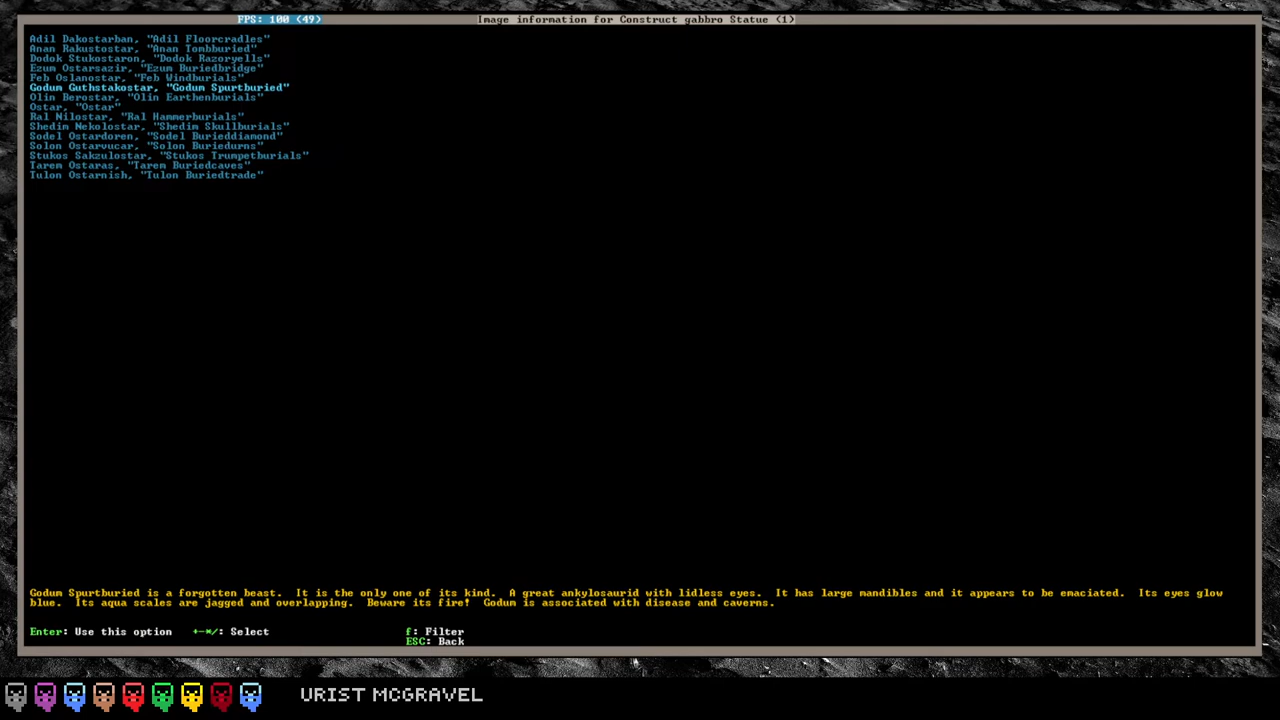 FPS: 100 (49)
Image information for Construct gabbro Statue (1)
Adil Dakostarban, "Adil Floorcradles"
Anan Rakustostar, "Anan Tombburied"
Dodok Stukostaron, "Dodok Razoryells"
Ezum Ostarsazir, "Ezum Buriedbridge"
Feb Oslanostar, "Feb Windburials"
Godum Guthstakostar, "Godum Spurtburied"
Olin Berostar, "Olin Earthenburials"
Ostar, "Ostar"
Ral Nilostar, "Ral Hammerburials"
Shedim Nekolostar, "Shedim Skullburials"
Sodel Ostardoren, "Sodel Burieddiamond"
Solon Ostarvucar, "Solon Buriedurns"
Stukos Sakzulostar, "Stukos Trumpetburials"
Tarem Ostaras, "Tarem Buriedcaves"
Tulon Ostarnish, "Tulon Buriedtrade"
Godum Spurtburied is a forgotten beast.  It is the only one of its kind.  A great ankylosaurid with lidless eyes.  It has large mandibles and it appears to be emaciated.  Its eyes glow
blue.  Its aqua scales are jagged and overlapping.  Beware its fire!  Godum is associated with disease and caverns.
Enter: Use this option   +-*/: Select   f: Filter
ESC: Back
URIST MCGRAVEL